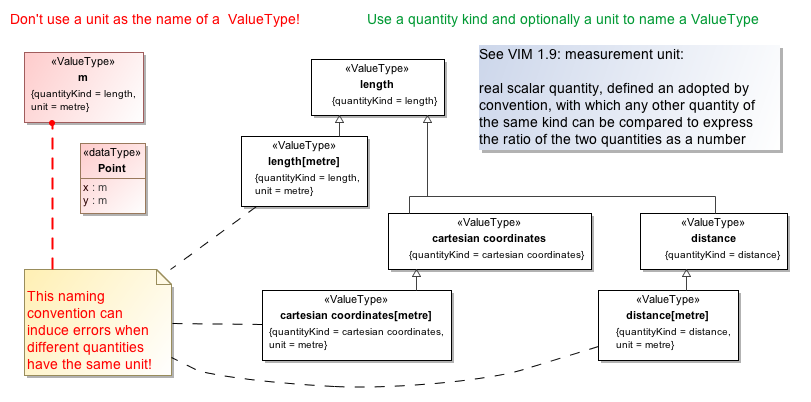 Don't use a unit as the name of a  ValueType!
Use a quantity kind and optionally a unit to name a ValueType
«ValueType»
m
{quantityKind = length,
unit = metre}
«dataType»
Point
x : m
y : m
«ValueType»
length
{quantityKind = length}
See VIM 1.9: measurement unit:
real scalar quantity, defined an adopted by
convention, with which any other quantity of
the same kind can be compared to express
the ratio of the two quantities as a number
«ValueType»
length[metre]
{quantityKind = length,
unit = metre}
«ValueType»
cartesian coordinates
{quantityKind = cartesian coordinates}
«ValueType»
distance
{quantityKind = distance}
This naming
convention can
induce errors when
different quantities
have the same unit!
«ValueType»
cartesian coordinates[metre]
{quantityKind = cartesian coordinates,
unit = metre}
«ValueType»
distance[metre]
{quantityKind = distance,
unit = metre}